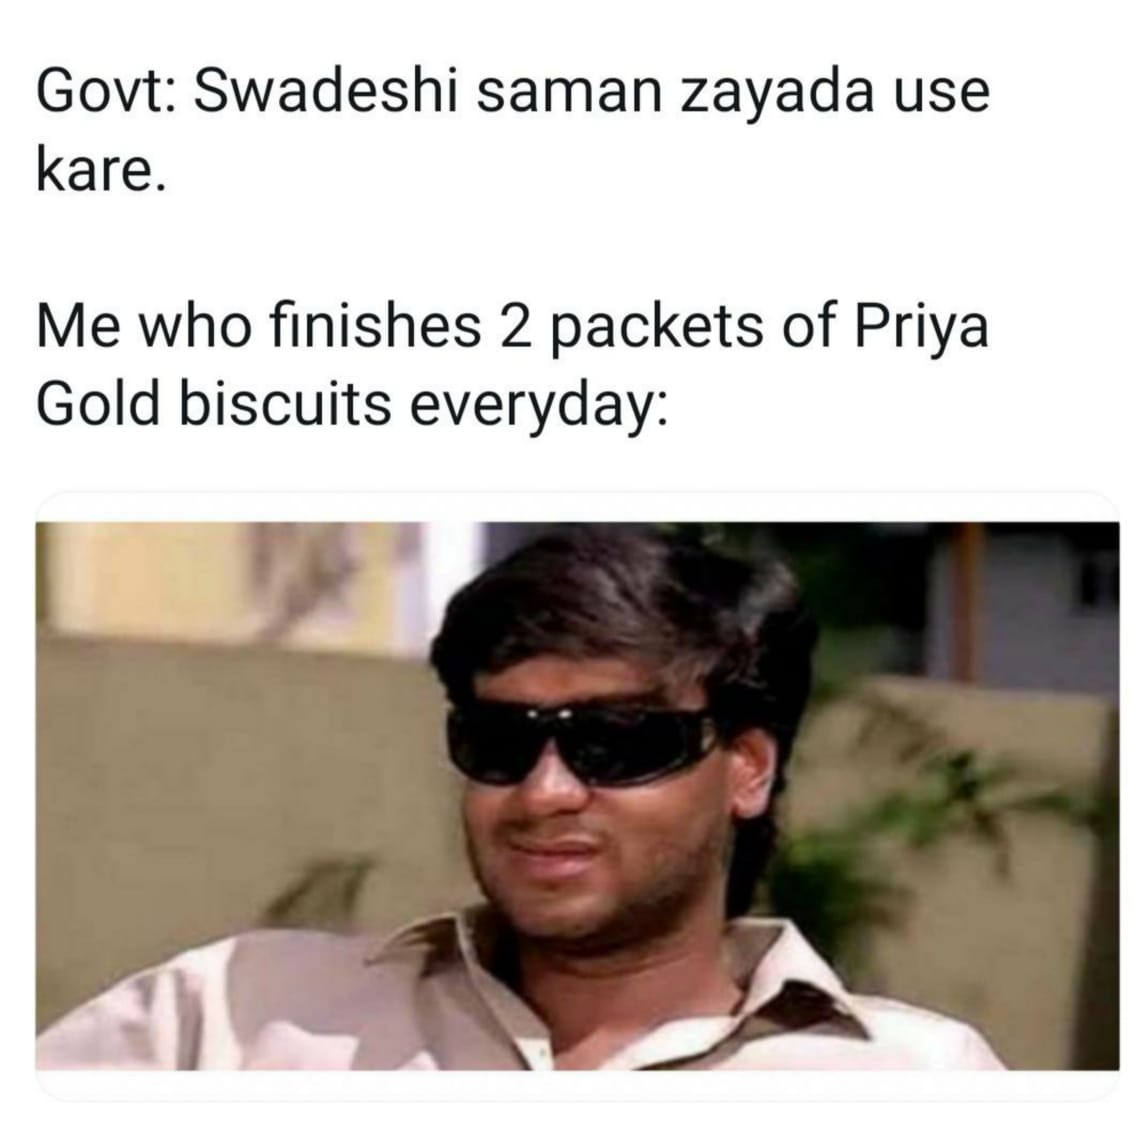 Govt: Swadeshi saman zayada use
kare.
Me who finishes 2 packets of Priya
Gold biscuits everyday: